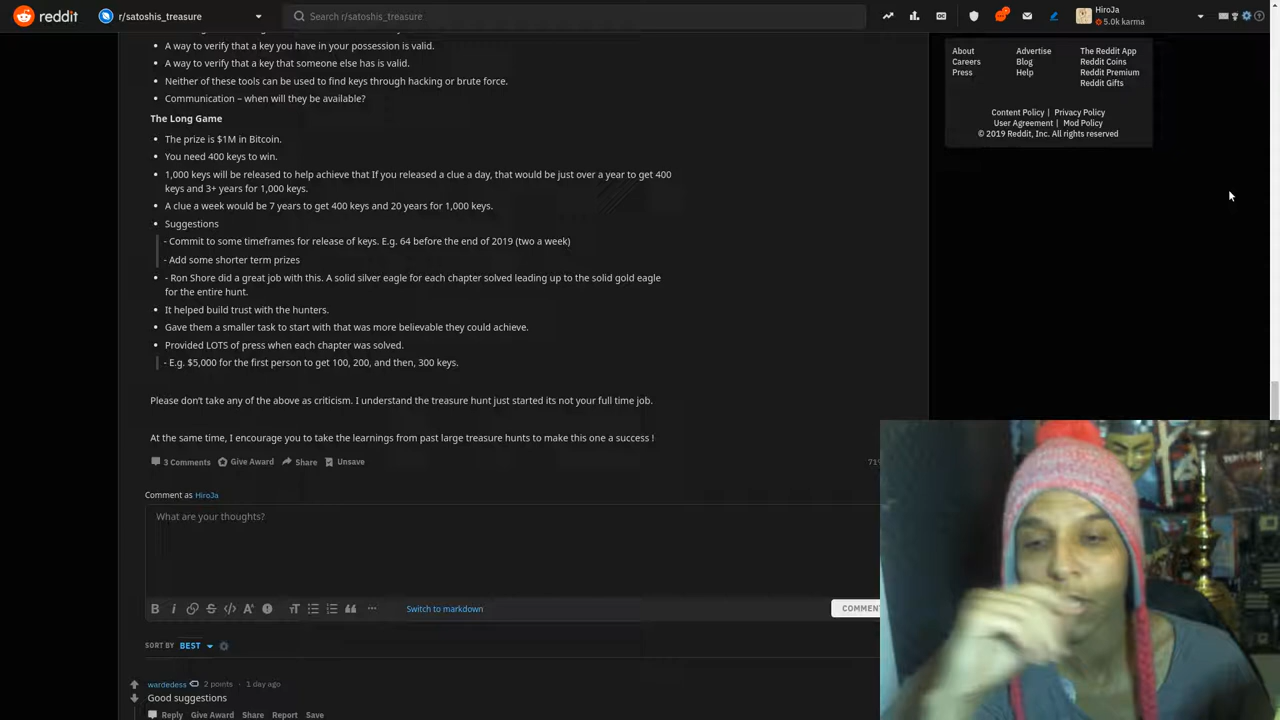 reddit
r/satoshis_treasure
Search r/satoshis_treasure
HiroJa
5.0k karma
A way to verify that a key you have in your possession is valid.
A way to verify that a key that someone else has is valid.
Neither of these tools can be used to find keys through hacking or brute force.
Communication – when will they be available?
The Long Game
The prize is $1M in Bitcoin.
You need 400 keys to win.
1,000 keys will be released to help achieve that If you released a clue a day, that would be just over a year to get 400
keys and 3+ years for 1,000 keys.
A clue a week would be 7 years to get 400 keys and 20 years for 1,000 keys.
Suggestions
- Commit to some timeframes for release of keys. E.g. 64 before the end of 2019 (two a week)
- Add some shorter term prizes
- Ron Shore did a great job with this. A solid silver eagle for each chapter solved leading up to the solid gold eagle
for the entire hunt.
It helped build trust with the hunters.
Gave them a smaller task to start with that was more believable they could achieve.
Provided LOTS of press when each chapter was solved.
- E.g. $5,000 for the first person to get 100, 200, and then, 300 keys.
Please don't take any of the above as criticism. I understand the treasure hunt just started its not your full time job.
At the same time, I encourage you to take the learnings from past large treasure hunts to make this one a success !
3 Comments Give Award Share Unsave
Comment as HiroJa
What are your thoughts?
Switch to markdown
COMMENT
SORT BY BEST
wardedess 2 points · 1 day ago
Good suggestions
Reply Give Award Share Report Save
About Advertise The Reddit App
Careers Blog Reddit Coins
Press Help Reddit Premium
Reddit Gifts
Content Policy | Privacy Policy
User Agreement | Mod Policy
© 2019 Reddit, Inc. All rights reserved